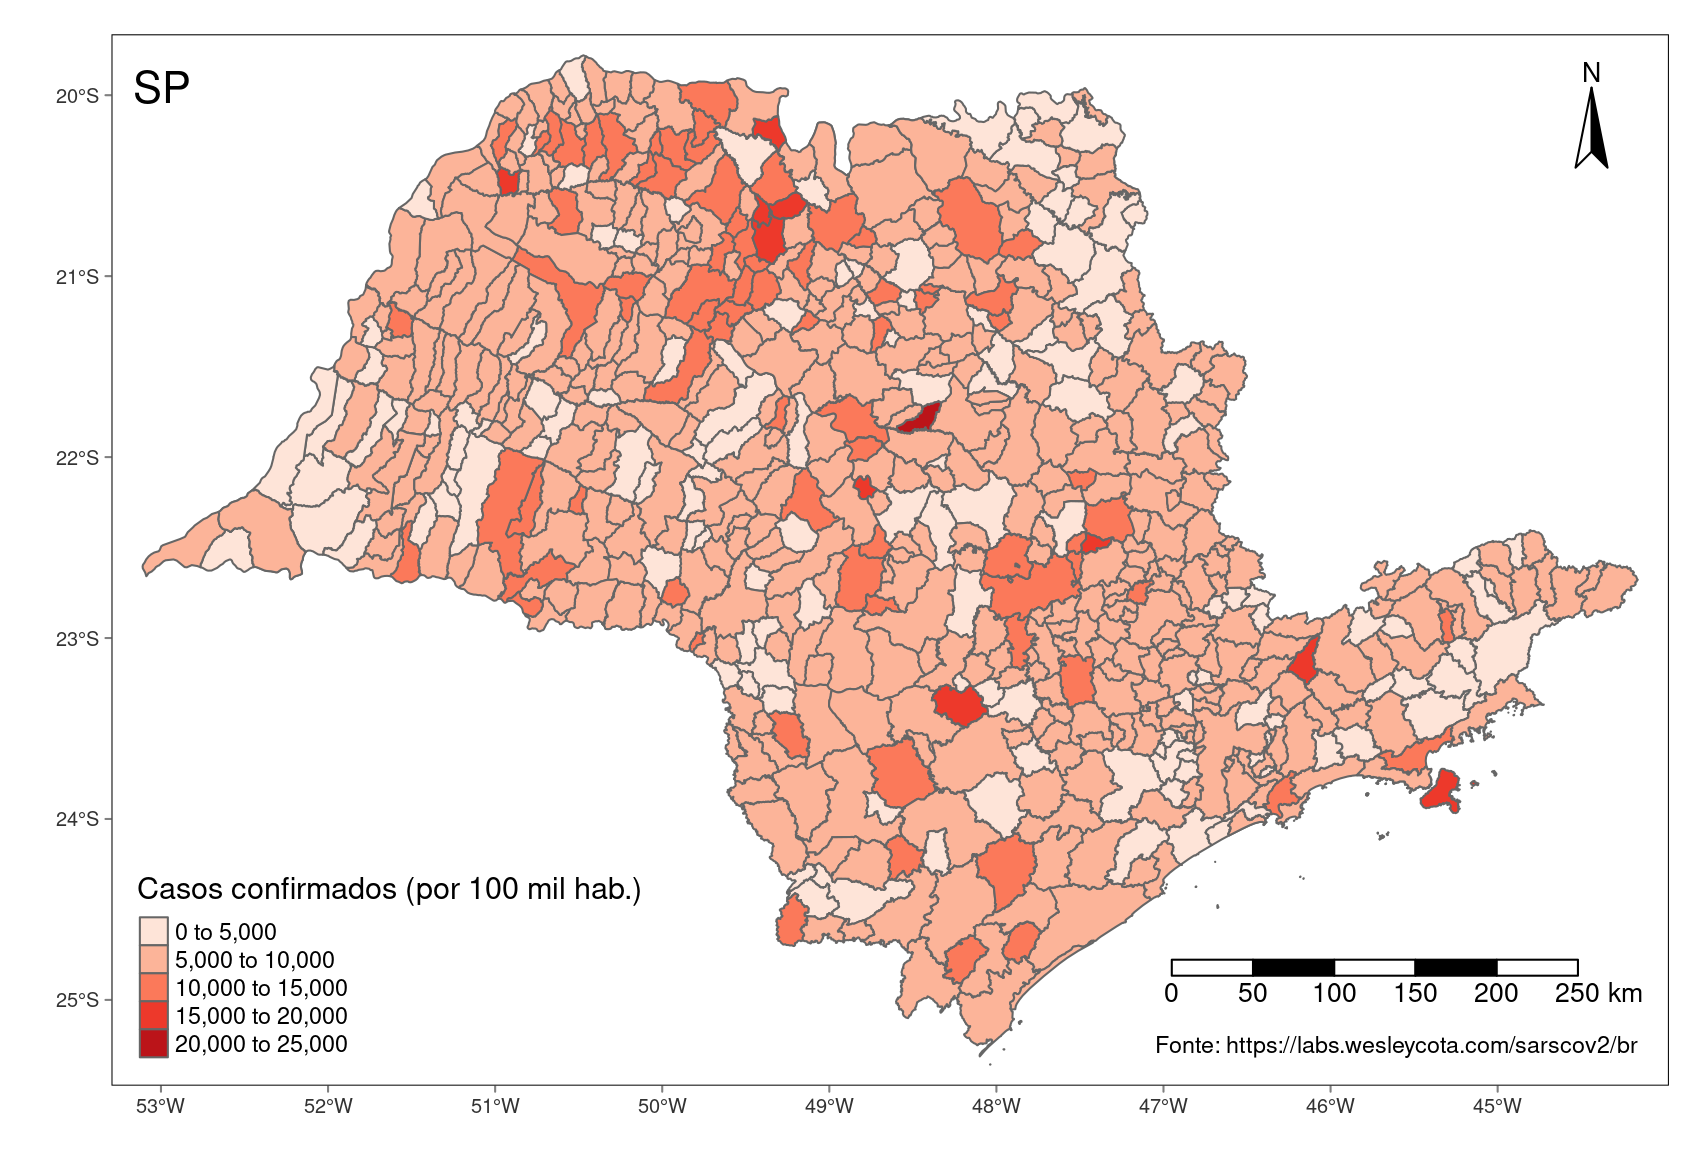 SP
N
20°S
21°S
22°S
23°S
24°S
25°S
Casos confirmados (por 100 mil hab.)
0 to 5,000
5,000 to 10,000
10,000 to 15,000
15,000 to 20,000
20,000 to 25,000
0 50 100 150 200 250 km
Fonte: https://labs.wesleycota.com/sarscov2/br
53°W 52°W 51°W 50°W 49°W 48°W 47°W 46°W 45°W